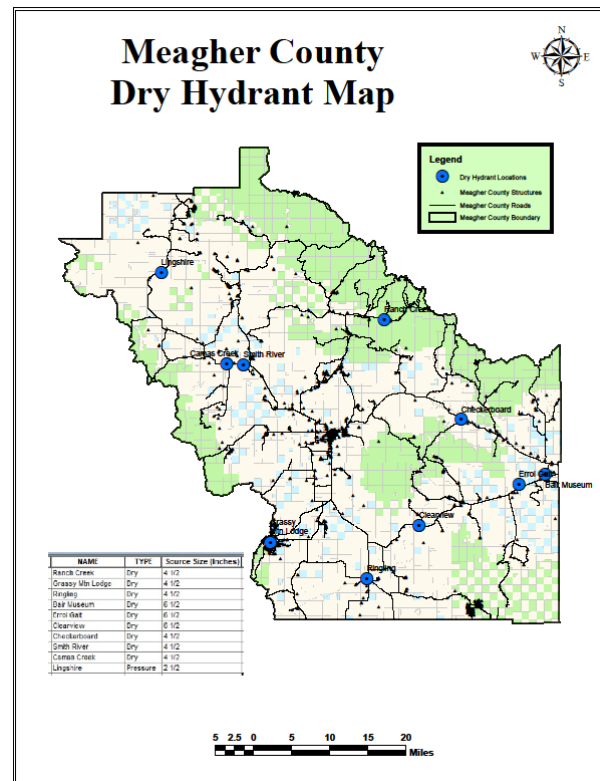 Meagher County
Dry Hydrant Map
N
W E
S
Legend
Dry Hydrant Locations
Meagher County Structures
Meagher County Roads
Meagher County Boundary
Lingshire
Ranch Creek
Camas Creek Smith River
Checkerboard
Errol Galt
Bair Museum
Clearview
Grassy
Mtn Lodge
Ringling
NAME TYPE Source Size (Inches)
Ranch Creek Dry 4 1/2
Grassy Mtn Lodge Dry 4 1/2
Ringling Dry 4 1/2
Bair Museum Dry 6 1/2
Errol Galt Dry 6 1/2
Clearview Dry 6 1/2
Checkerboard Dry 4 1/2
Smith River Dry 4 1/2
Camas Creek Dry 4 1/2
Lingshire Pressure 2 1/2
5 2.5 0 5 10 15 20
Miles